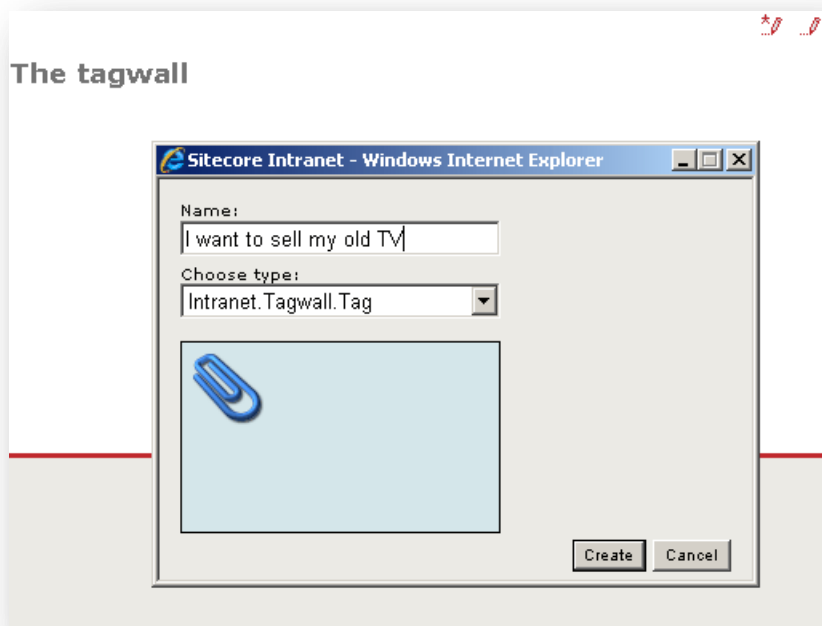 The tagwall
Sitecore Intranet - Windows Internet Explorer
Name:
I want to sell my old TV
Choose type:
Intranet.Tagwall.Tag
Create Cancel